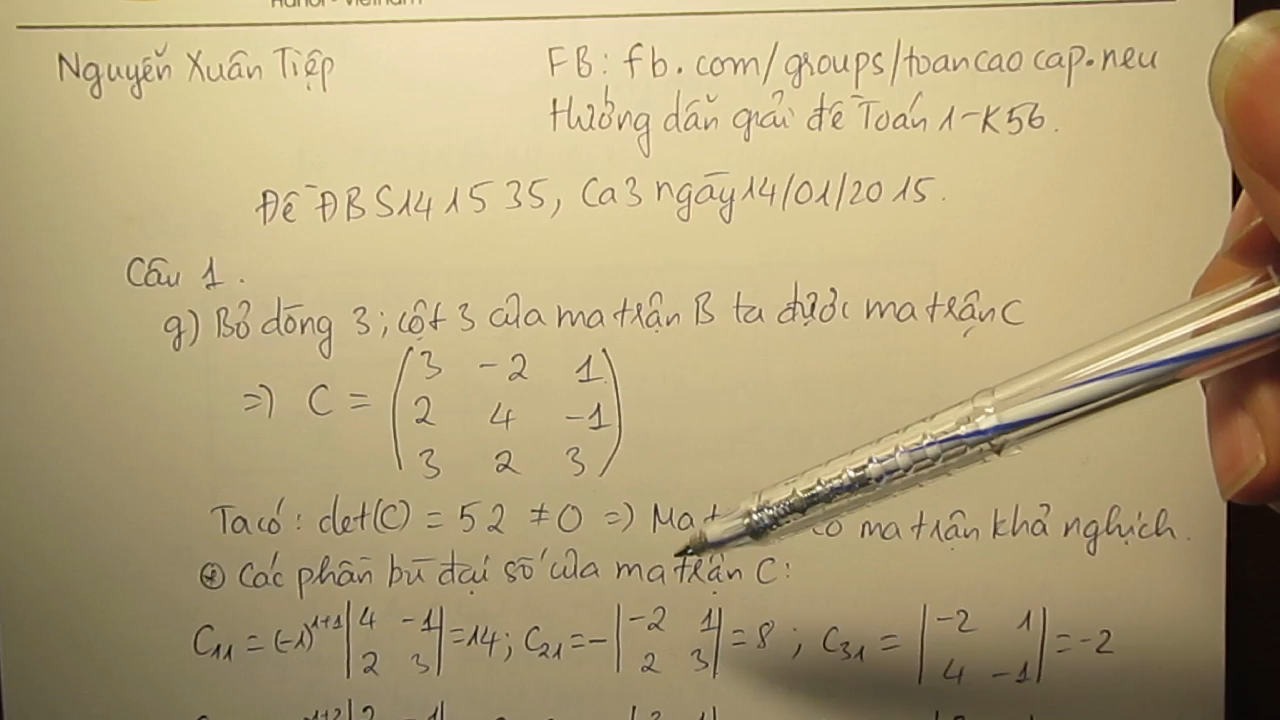 Hanoi - Vietnam
Nguyễn Xuân Tiệp
FB: fb.com/groups/toancaocap.neu
Hướng dẫn giải đề Toán 1-K56.
Đề ĐBS141535, Ca 3 ngày 14/01/2015.
Câu 1.
g) Bỏ dòng 3; cột 3 của ma trận B ta được ma trận C
=> C = (3 -2 1
2 4 -1
3 2 3)
Ta có: det(C) = 52 ≠ 0 => Ma có ma trận khả nghịch.
⊕ Các phần bù đại số của ma trận C:
C₁₁ = (-1)¹⁺¹ |4 -1; 2 3| = 14; C₂₁ = - |-2 1; 2 3| = 8; C₃₁ = |-2 1; 4 -1| = -2